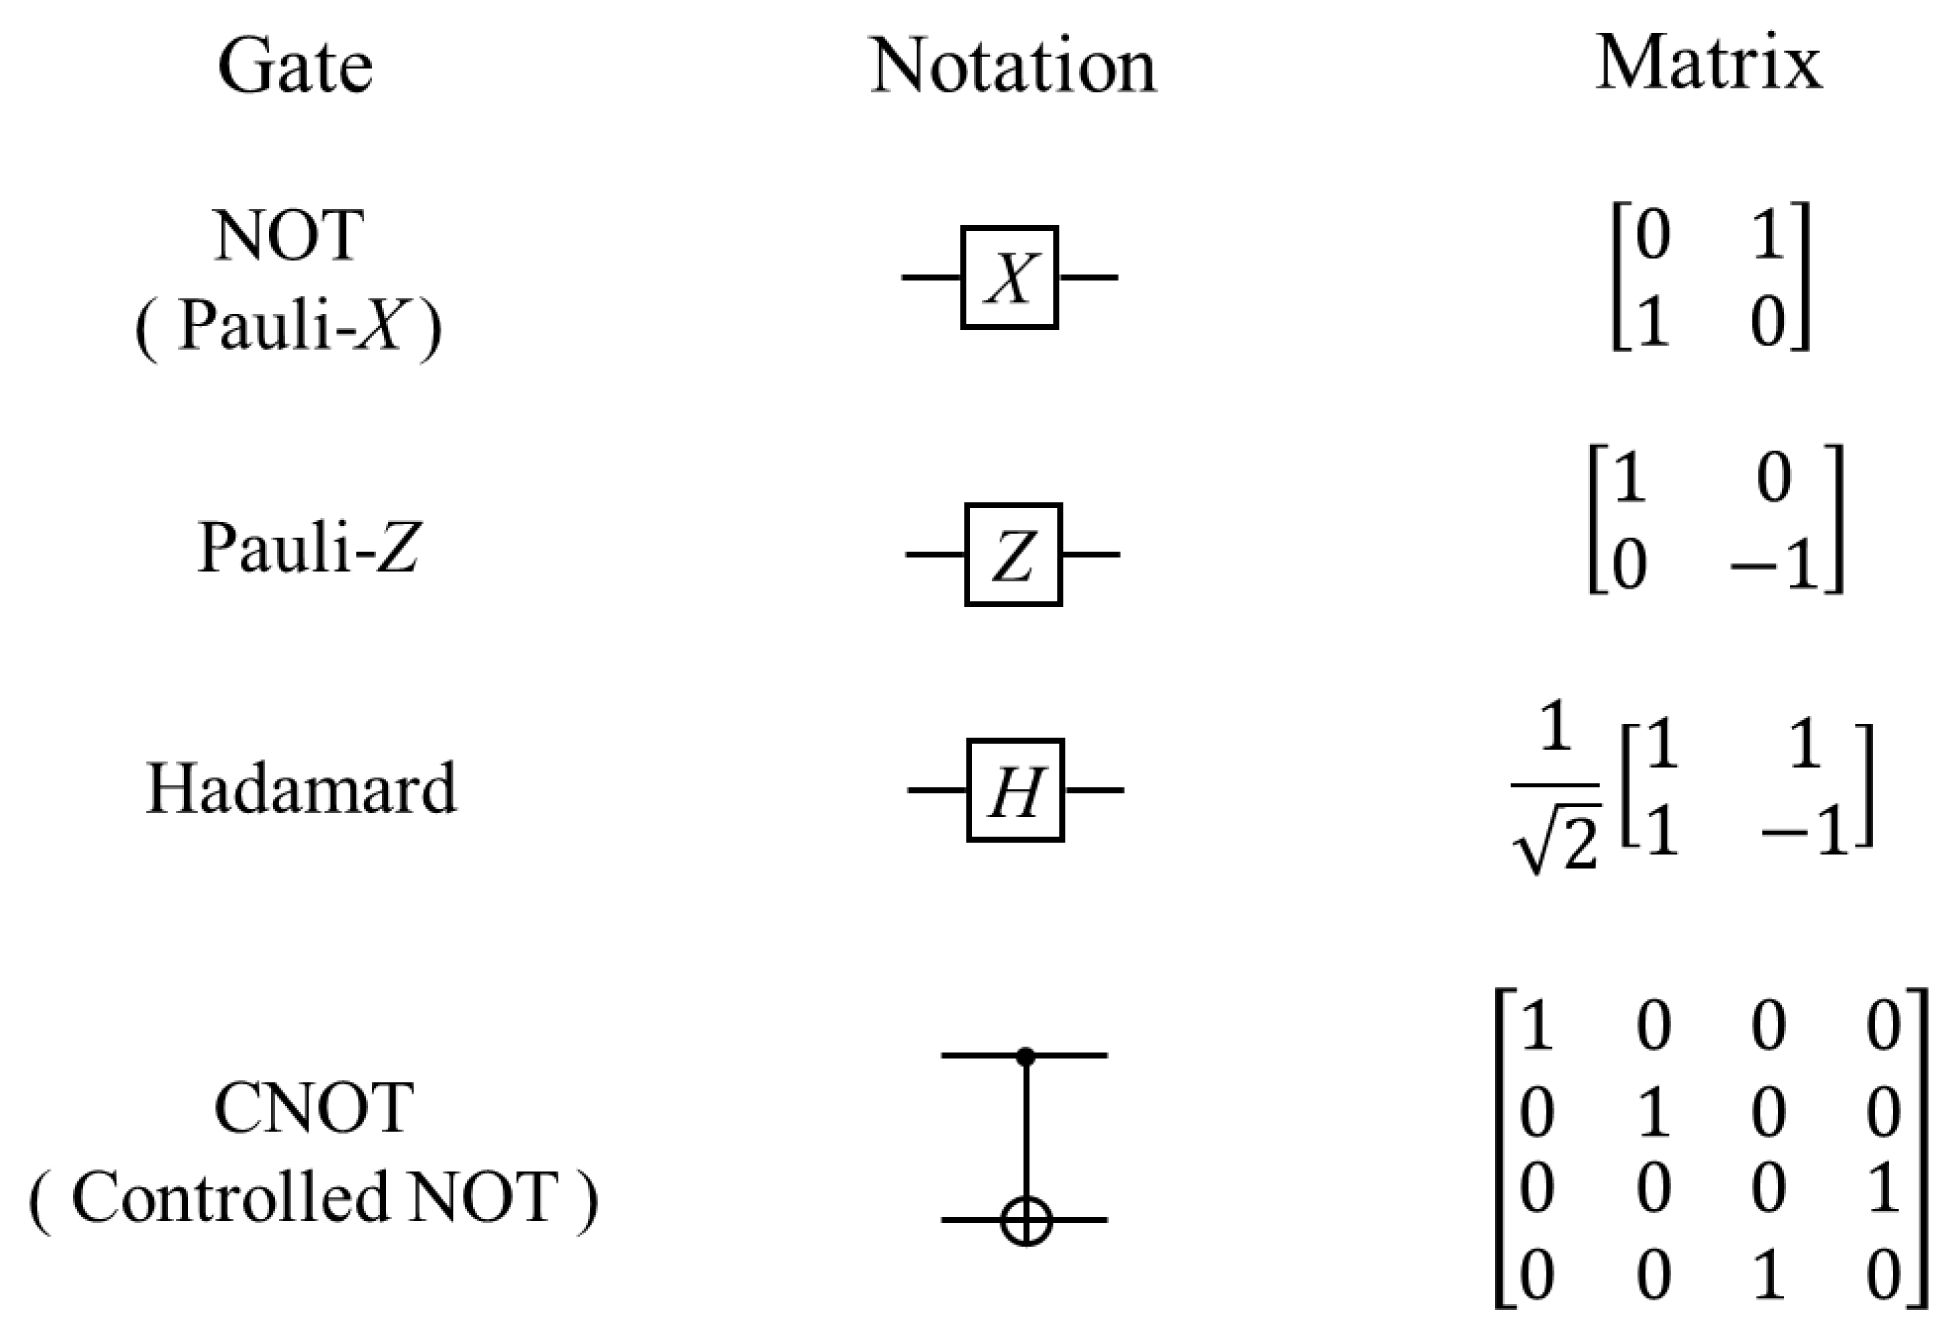 Gate Notation Matrix
NOT
( Pauli-X )
X
[0 1
1 0]
Pauli-Z
Z
[1 0
0 −1]
Hadamard
H
1
√2
[1 1
1 −1]
CNOT
( Controlled NOT )
[1 0 0 0
0 1 0 0
0 0 0 1
0 0 1 0]